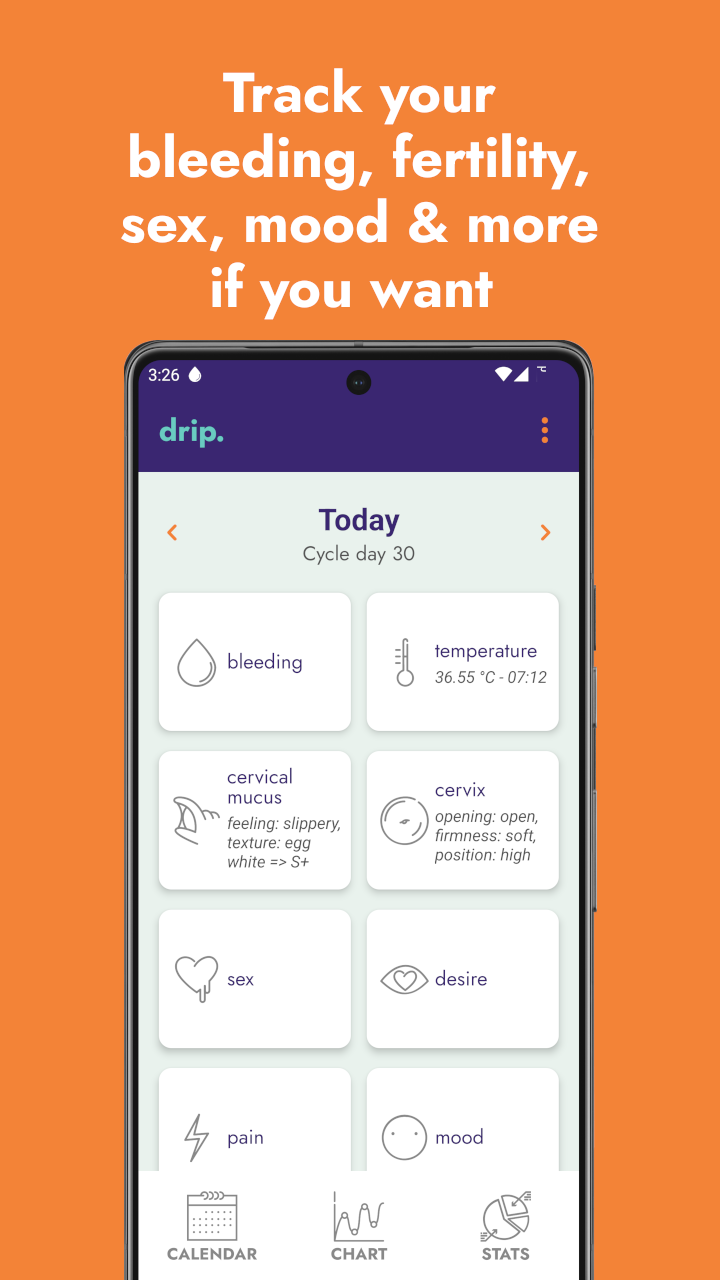 Track your
bleeding, fertility,
sex, mood & more
if you want
3:26
drip.
Today
Cycle day 30
bleeding
temperature
36.55 °C - 07:12
cervical
mucus
feeling: slippery,
texture: egg
white => S+
cervix
opening: open,
firmness: soft,
position: high
sex
desire
pain
mood
CALENDAR
CHART
STATS